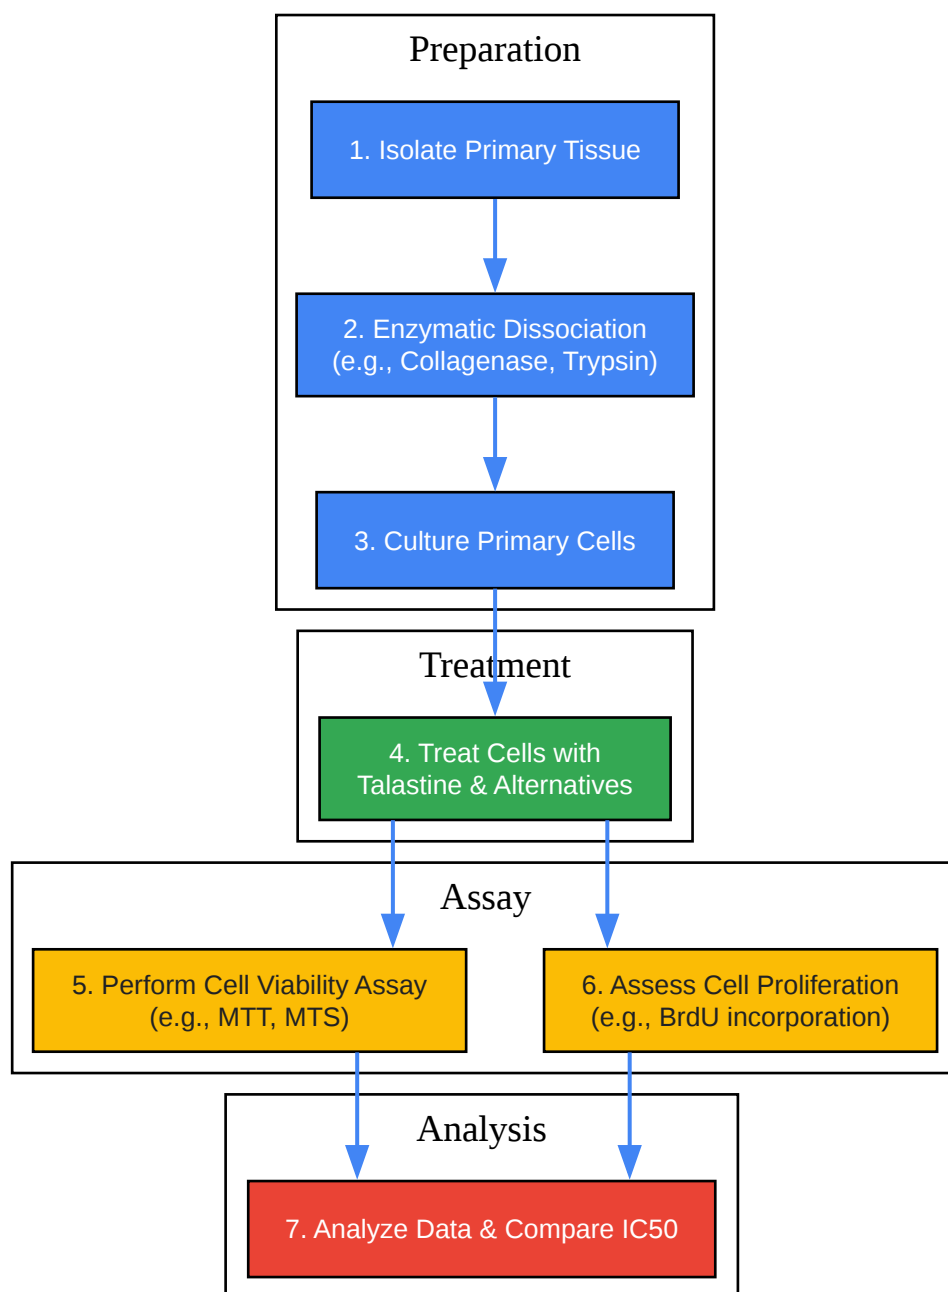 Preparation
1. Isolate Primary Tissue
2. Enzymatic Dissociation
(e.g., Collagenase, Trypsin)
3. Culture Primary Cells
Treatment
4. Treat Cells with
Talastine & Alternatives
Assay
5. Perform Cell Viability Assay
(e.g., MTT, MTS)
6. Assess Cell Proliferation
(e.g., BrdU incorporation)
Analysis
7. Analyze Data & Compare IC50